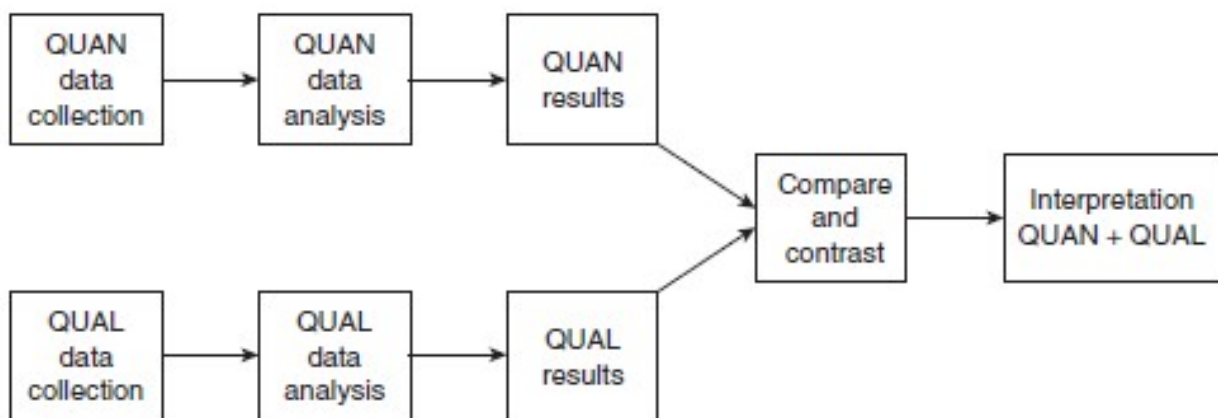 QUAN
data
collection
QUAN
data
analysis
QUAN
results
Compare
and
contrast
Interpretation
QUAN + QUAL
QUAL
data
collection
QUAL
data
analysis
QUAL
results